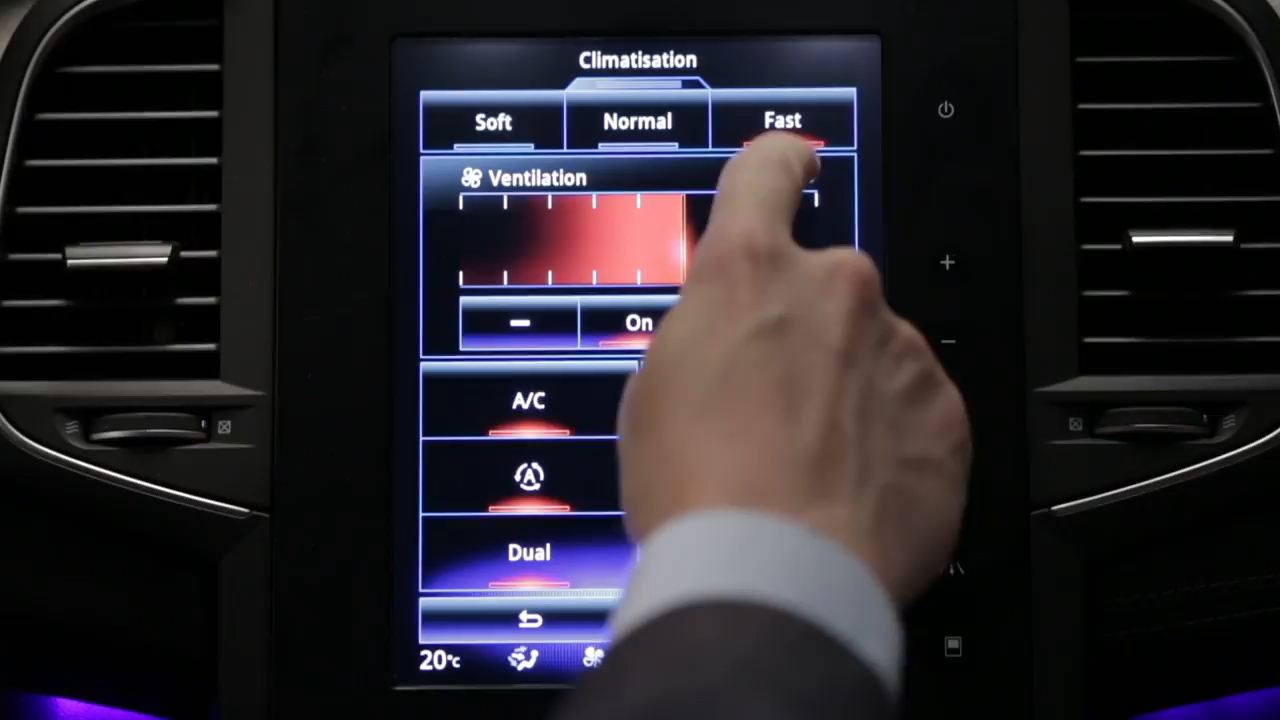 Climatisation
Soft Normal Fast
Ventilation
On
A/C
A
Dual
20°C